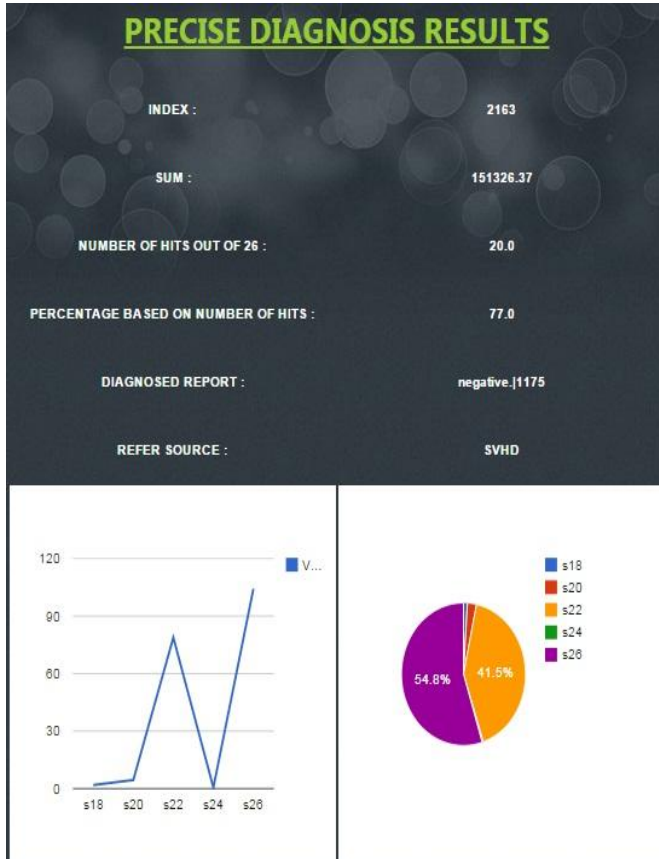 PRECISE DIAGNOSIS RESULTS
INDEX : 2163
SUM : 151326.37
NUMBER OF HITS OUT OF 26 : 20.0
PERCENTAGE BASED ON NUMBER OF HITS : 77.0
DIAGNOSED REPORT : negative.|1175
REFER SOURCE : SVHD
120
90
60
30
0
s18 s20 s22 s24 s26
V...
54.8% 41.5%
s18
s20
s22
s24
s26